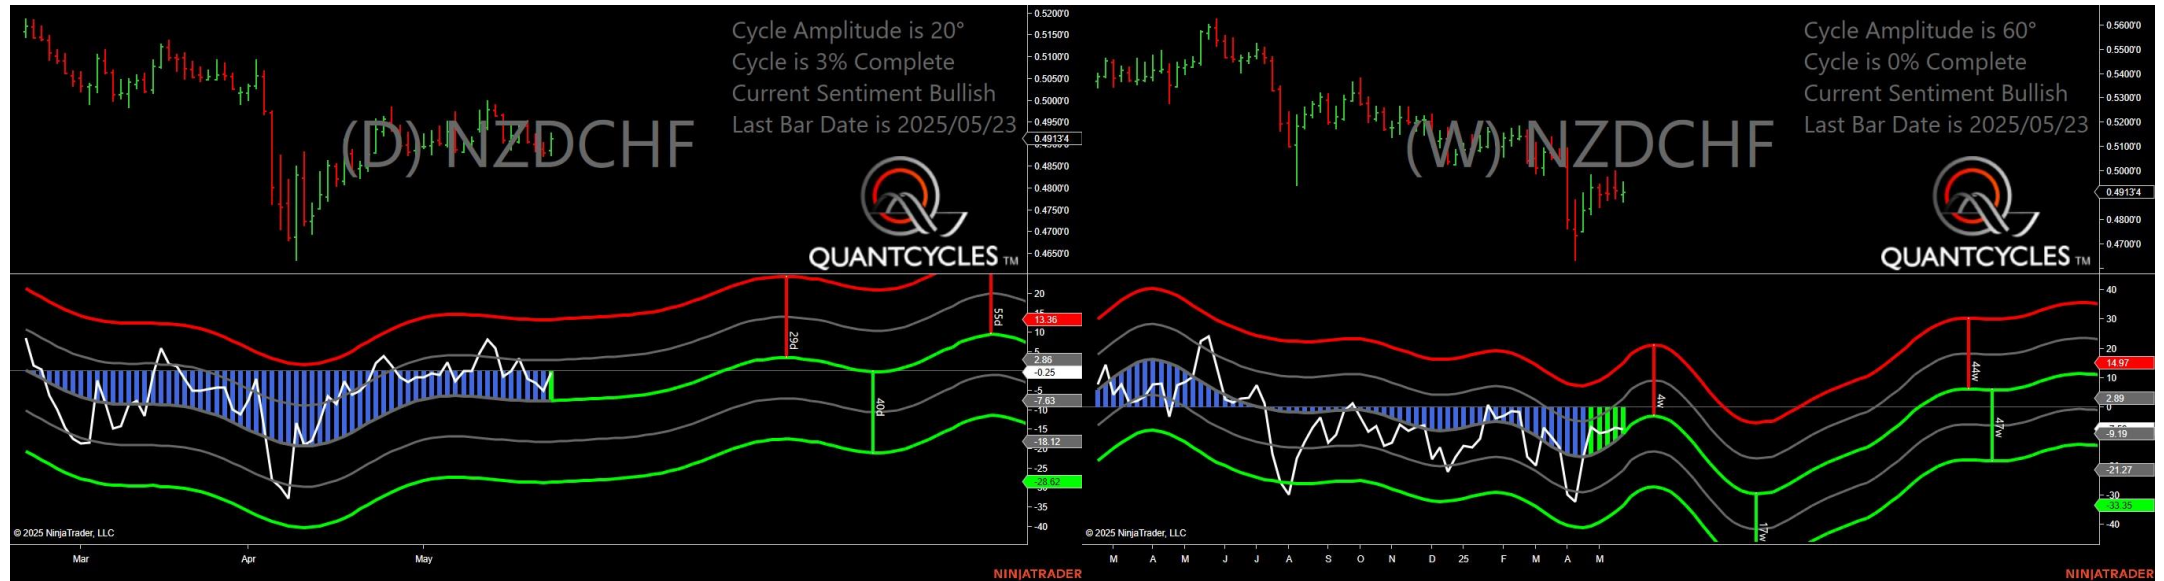 Cycle Amplitude is 20°
Cycle is 3% Complete
Current Sentiment Bullish
Last Bar Date is 2025/05/23
(D) NZDCHF
QUANTCYCLES TM
0.5200'0
0.5150'0
0.5100'0
0.5050'0
0.5000'0
0.4950'0
0.4913'4
0.4850'0
0.4800'0
0.4750'0
0.4700'0
0.4650'0
29d
40d
55d
20
13.36
10
2.86
-0.25
-5
-7.63
-10
-15
-18.12
-20
-25
-28.62
-35
-40
© 2025 NinjaTrader, LLC
Mar
Apr
May
NINJATRADER
Cycle Amplitude is 60°
Cycle is 0% Complete
Current Sentiment Bullish
Last Bar Date is 2025/05/23
(W) NZDCHF
QUANTCYCLES TM
0.5600'0
0.5500'0
0.5400'0
0.5300'0
0.5200'0
0.5100'0
0.5000'0
0.4913'4
0.4800'0
0.4700'0
4w
17w
44w
47w
40
30
20
14.97
10
2.89
0
-9.19
-21.27
-30
-33.35
-40
© 2025 NinjaTrader, LLC
M A M J J A S O N D 25 F M A M
NINJATRADER